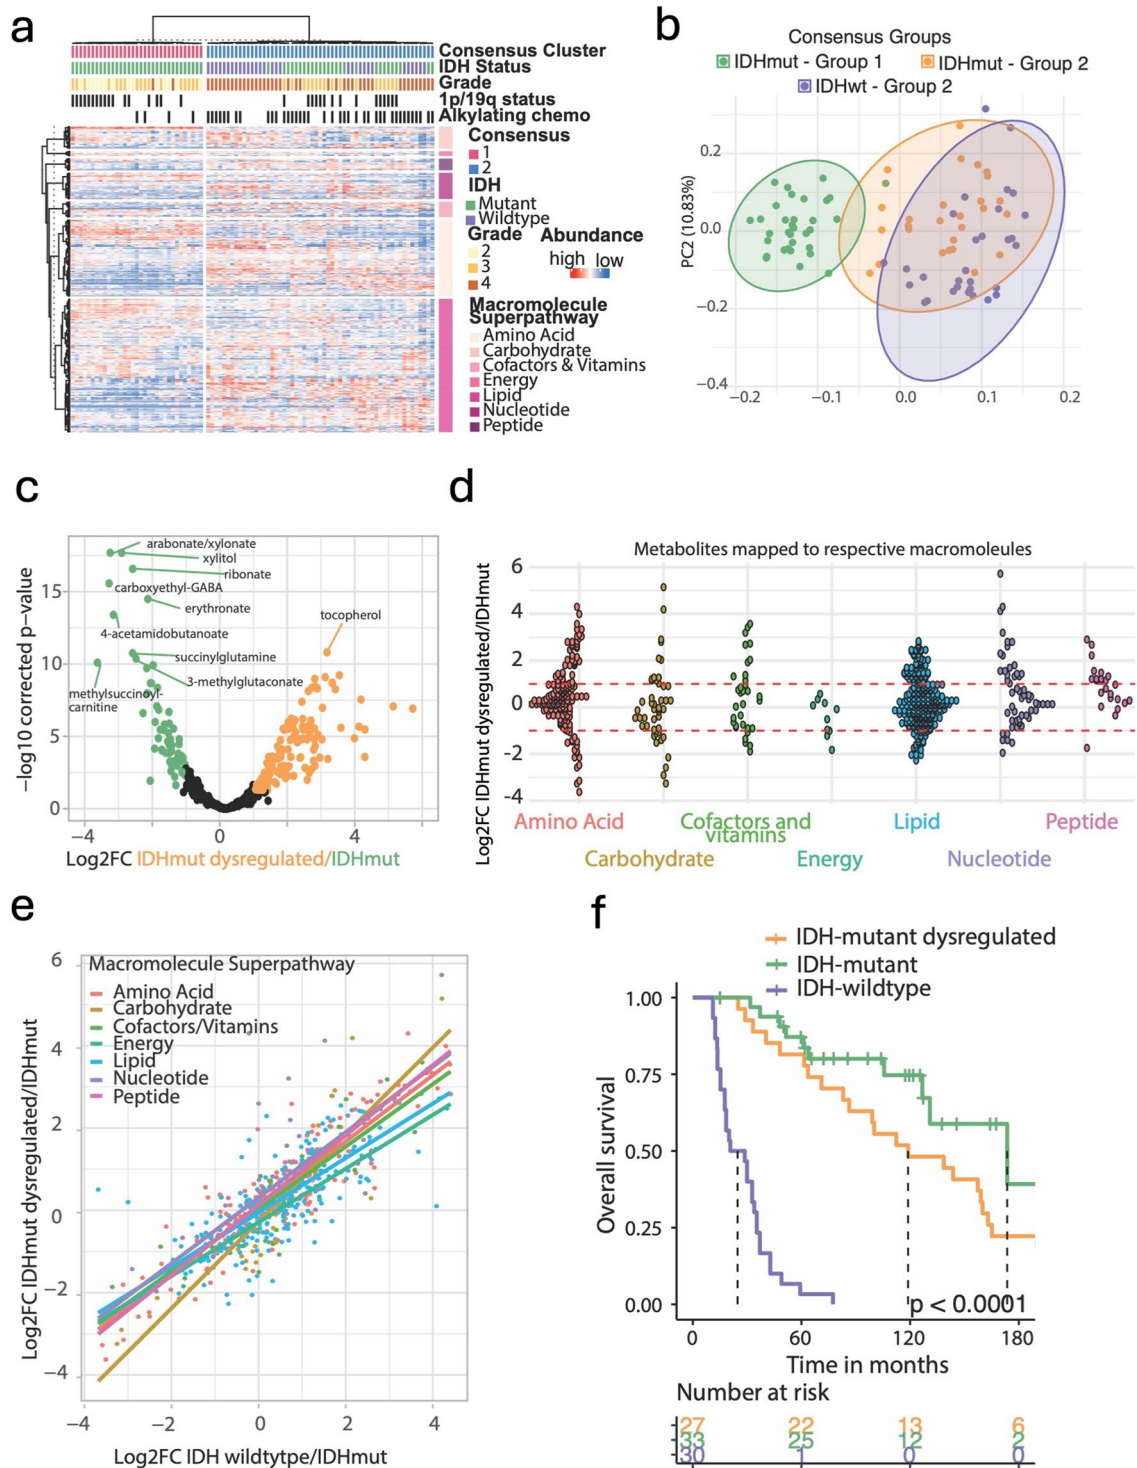 a
Consensus Cluster
IDH Status
Grade
1p/19q status
Alkylating chemo
Consensus
1
2
IDH
Mutant
Wildtype
Grade
2
3
4
Abundance
high low
Macromolecule
Superpathway
Amino Acid
Carbohydrate
Cofactors & Vitamins
Energy
Lipid
Nucleotide
Peptide
b
Consensus Groups
IDHmut - Group 1
IDHmut - Group 2
IDHwt - Group 2
PC2 (10.83%)
0.2
0.0
−0.2
−0.4
−0.2
−0.1
0.0
0.1
0.2
c
−log10 corrected p−value
15
10
5
0
arabonate/xylonate
xylitol
ribonate
carboxyethyl-GABA
erythronate
4-acetamidobutanoate
succinylglutamine
3-methylglutaconate
methylsuccinoyl-
carnitine
tocopherol
−4
0
4
Log2FC IDHmut dysregulated/IDHmut
d
Metabolites mapped to respective macromoleules
Log2FC IDHmut dysregulated/IDHmut
6
4
2
0
-2
-4
Amino Acid
Cofactors and
vitamins
Lipid
Peptide
Carbohydrate
Energy
Nucleotide
e
Macromolecule Superpathway
Amino Acid
Carbohydrate
Cofactors/Vitamins
Energy
Lipid
Nucleotide
Peptide
Log2FC IDHmut dysregulated/IDHmut
6
4
2
0
−2
−4
−4
−2
0
2
4
Log2FC IDH wildtytpe/IDHmut
f
IDH-mutant dysregulated
IDH-mutant
IDH-wildtype
Overall survival
1.00
0.75
0.50
0.25
0.00
p < 0.0001
0
60
120
180
Time in months
Number at risk
27 22 13 6
33 25 12 2
30 1 0 0